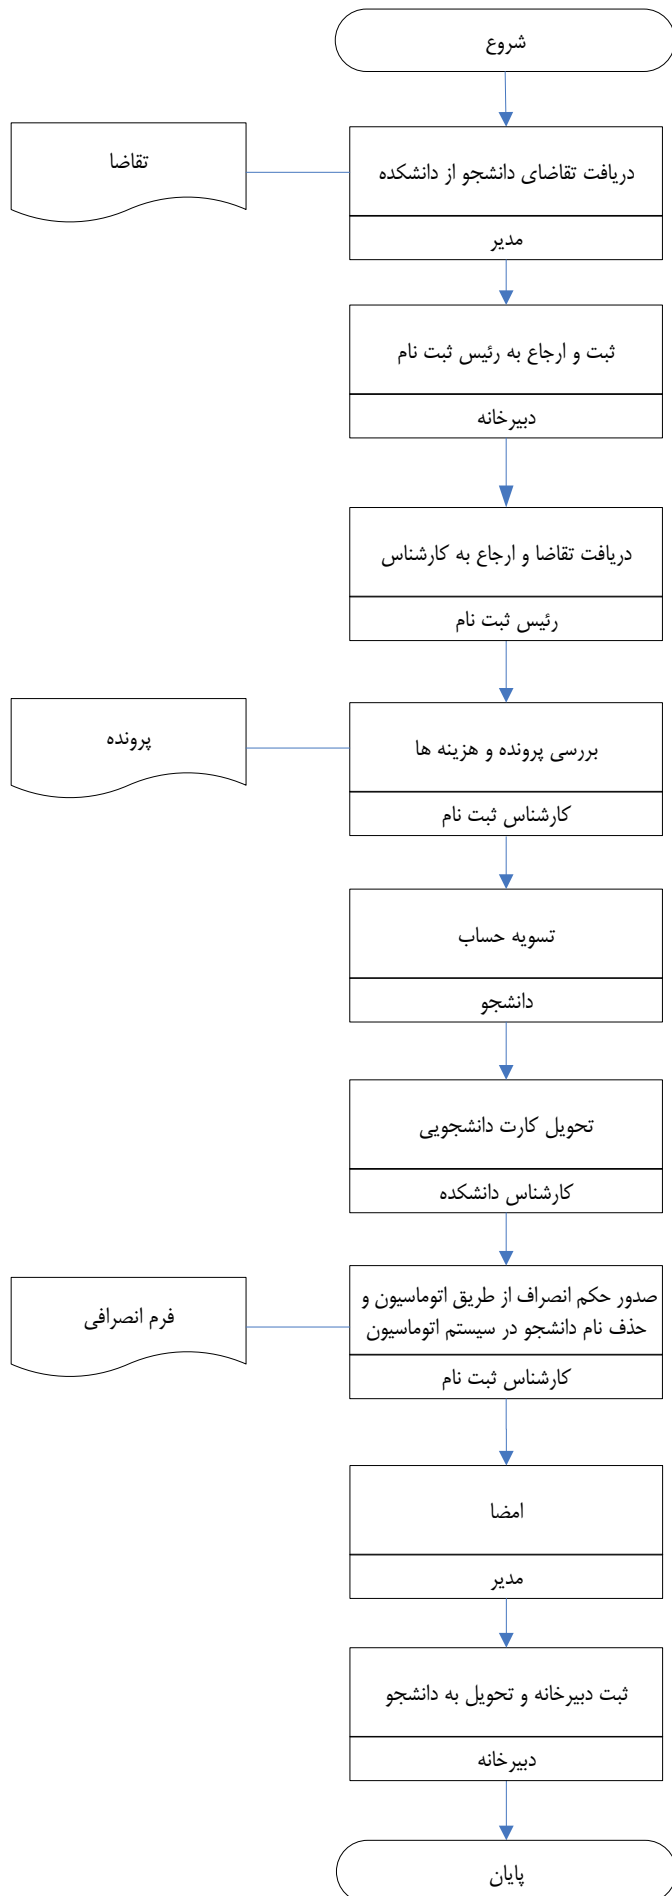 شروع
دریافت تقاضای دانشجو از دانشکده
مدیر
تقاضا
ثبت و ارجاع به رئیس ثبت نام
دبیرخانه
دریافت تقاضا و ارجاع به کارشناس
رئیس ثبت نام
بررسی پرونده و هزینه ها
کارشناس ثبت نام
پرونده
تسویه حساب
دانشجو
تحویل کارت دانشجویی
کارشناس دانشکده
صدور حکم انصراف از طریق اتوماسیون و
حذف نام دانشجو در سیستم اتوماسیون
کارشناس ثبت نام
فرم انصرافی
امضا
مدیر
ثبت دبیرخانه و تحویل به دانشجو
دبیرخانه
پایان